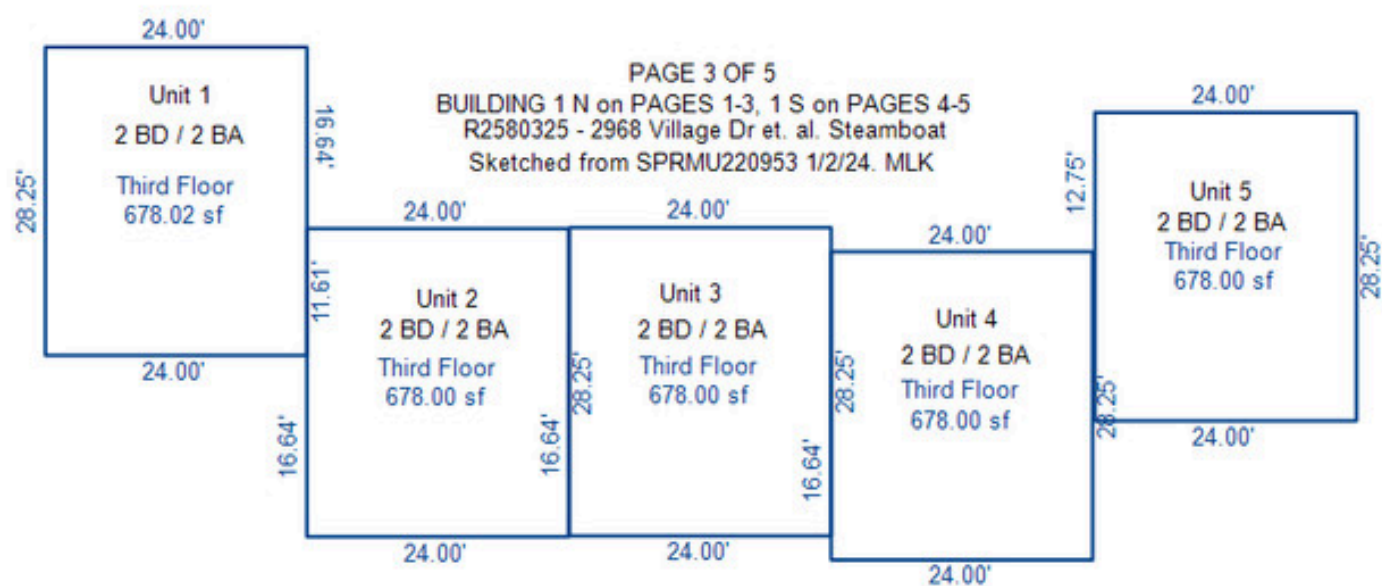 24.00'
Unit 1
2 BD / 2 BA
Third Floor
678.02 sf
28.25'
16.64'
24.00'
PAGE 3 OF 5
BUILDING 1 N on PAGES 1-3, 1 S on PAGES 4-5
R2580325 - 2968 Village Dr et. al. Steamboat
Sketched from SPRMU220953 1/2/24. MLK
24.00'
11.61'
Unit 2
2 BD / 2 BA
Third Floor
678.00 sf
16.64'
24.00'
24.00'
Unit 3
2 BD / 2 BA
Third Floor
678.00 sf
28.25'
16.64'
24.00'
24.00'
Unit 4
2 BD / 2 BA
Third Floor
678.00 sf
28.25'
16.64'
24.00'
24.00'
12.75'
Unit 5
2 BD / 2 BA
Third Floor
678.00 sf
28.25'
28.25'
24.00'